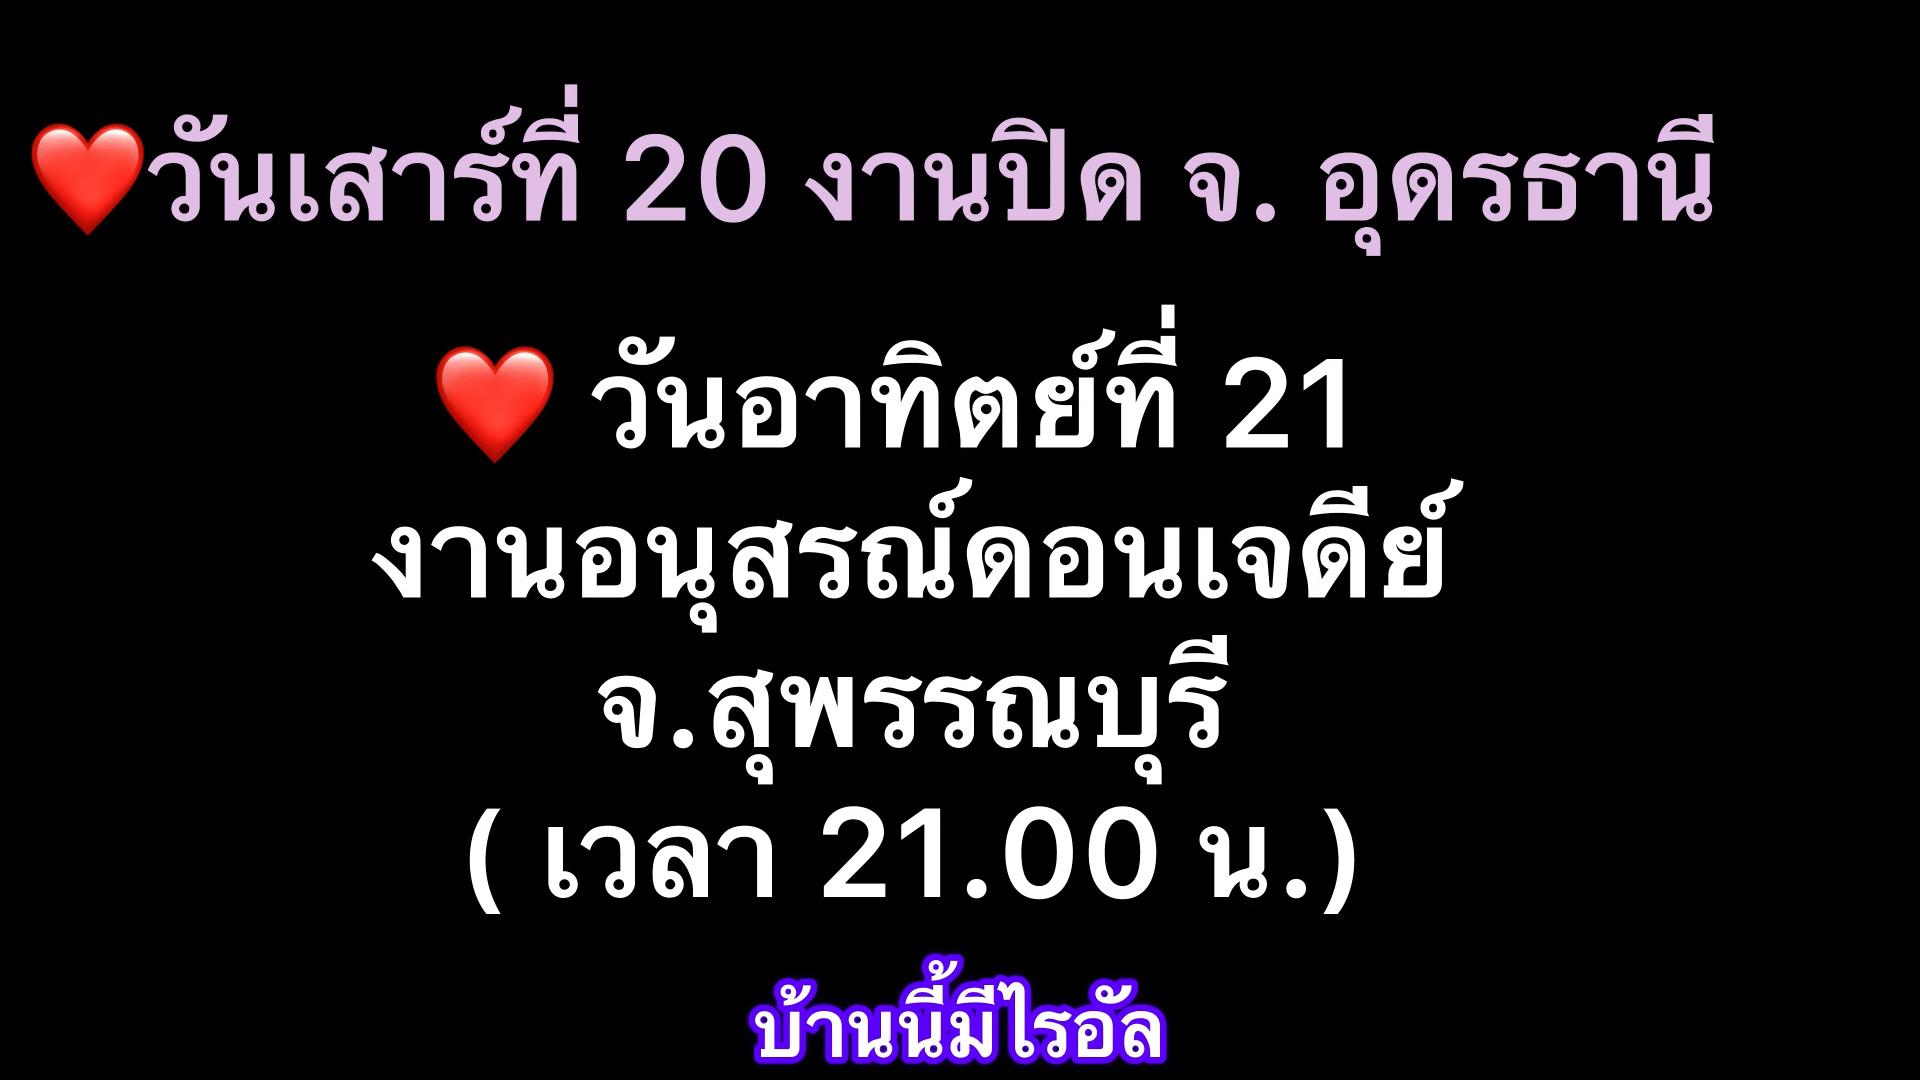 ❤️วันเสาร์ที่ 20 งานปิด จ. อุดรธานี
❤️ วันอาทิตย์ที่ 21
งานอนุสรณ์ดอนเจดีย์
จ.สุพรรณบุรี
( เวลา 21.00 น.)
บ้านนี้มีไรอัล